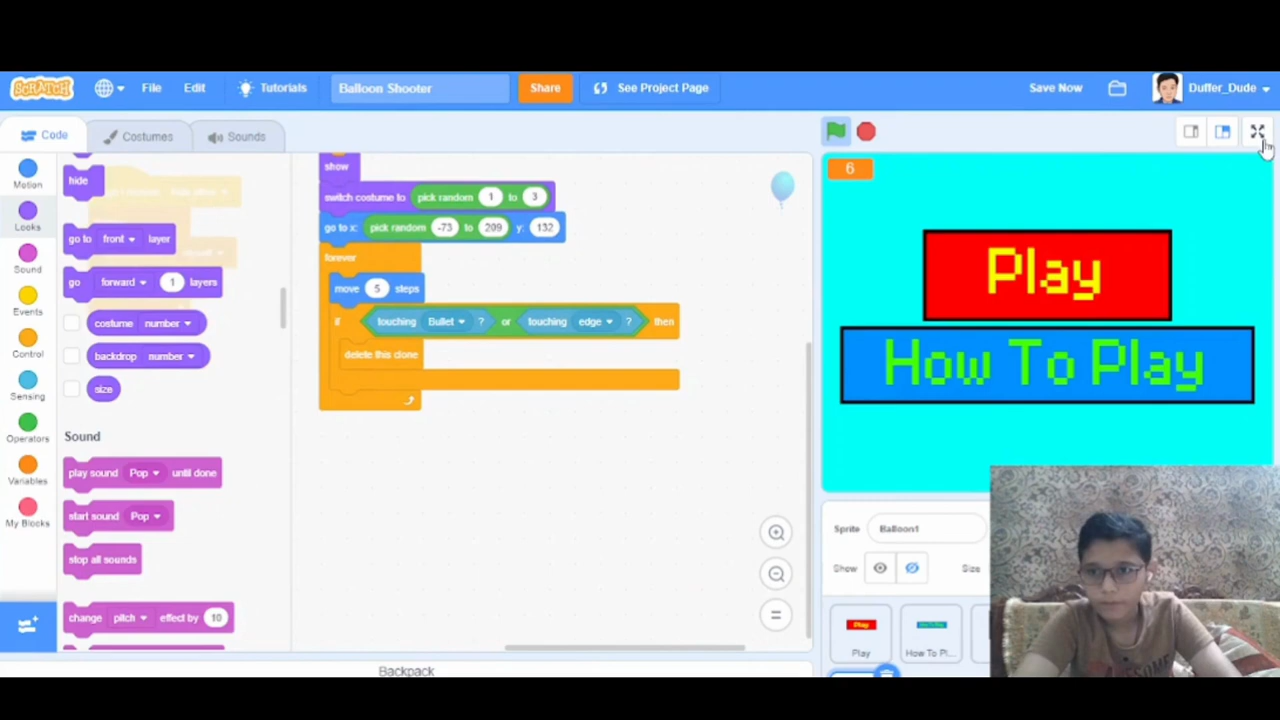 SCRATCH File Edit Tutorials Balloon Shooter Share See Project Page Save Now Duffer_Dude
Code Costumes Sounds
Motion
Looks
Sound
Events
Control
Sensing
Operators
Variables
My Blocks
hide
go to front layer
go forward 1 layers
costume number
backdrop number
size
Sound
play sound Pop until done
start sound Pop
stop all sounds
change pitch effect by 10
show
switch costume to pick random 1 to 3
go to x: pick random -73 to 209 y: 132
forever
move 5 steps
if touching Bullet ? or touching edge ? then
delete this clone
Backpack
6
Play
How To Play
Sprite Balloon1
Show Size
Play
How To Pl...
AWESOME